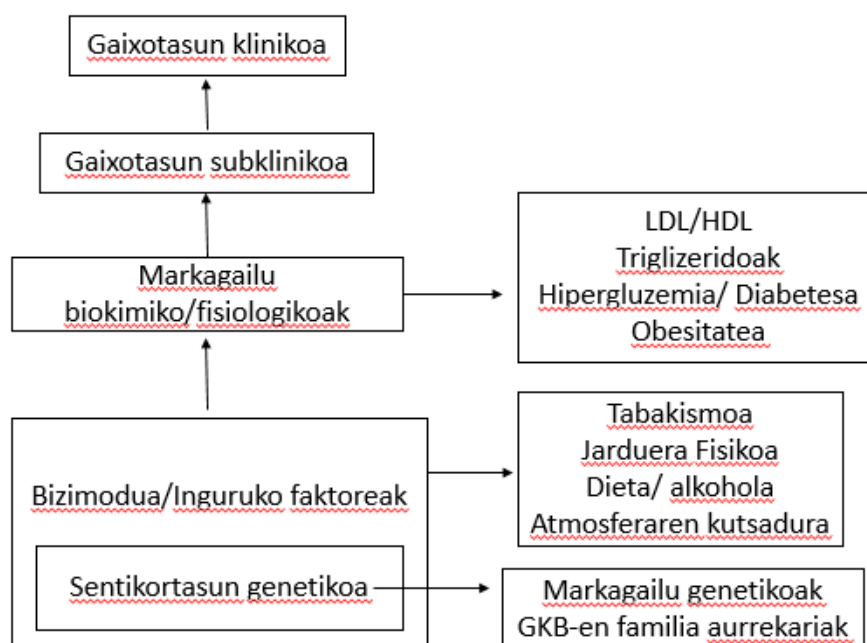 Gaixotasun klinikoa
Gaixotasun subklinikoa
Markagailu
biokimiko/fisiologikoak
LDL/HDL
Triglizeridoak
Hipergluzemia/ Diabetesa
Obesitatea
Bizimodua/Inguruko faktoreak
Tabakismoa
Jarduera Fisikoa
Dieta/ alkohola
Atmosferaren kutsadura
Sentikortasun genetikoa
Markagailu genetikoak
GKB-en familia aurrekariak